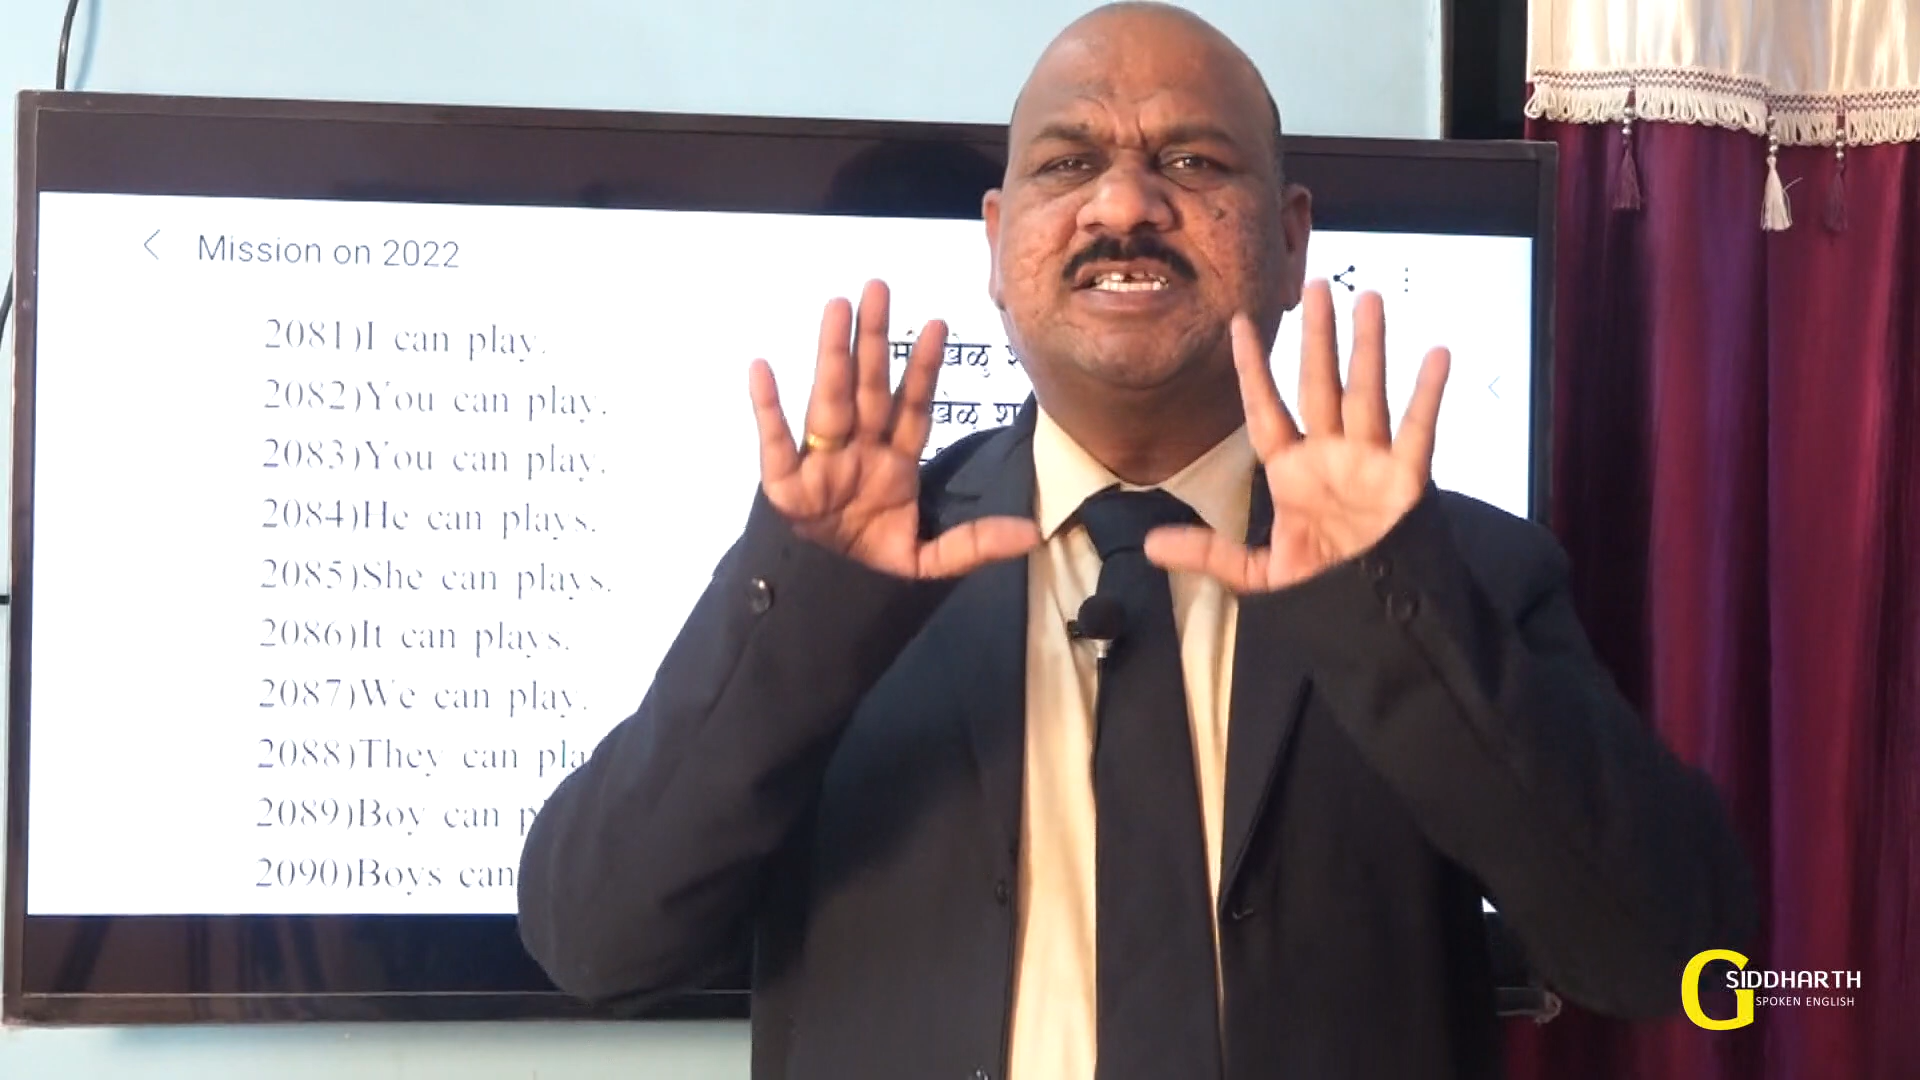 Mission on 2022
2081)I can play. मी खेळु
2082)You can play. खेळ
2083)You can play.
2084)He can plays.
2085)She can plays.
2086)It can plays.
2087)We can play.
2088)They can pla
2089)Boy can p
2090)Boys can
G SIDDHARTH
SPOKEN ENGLISH